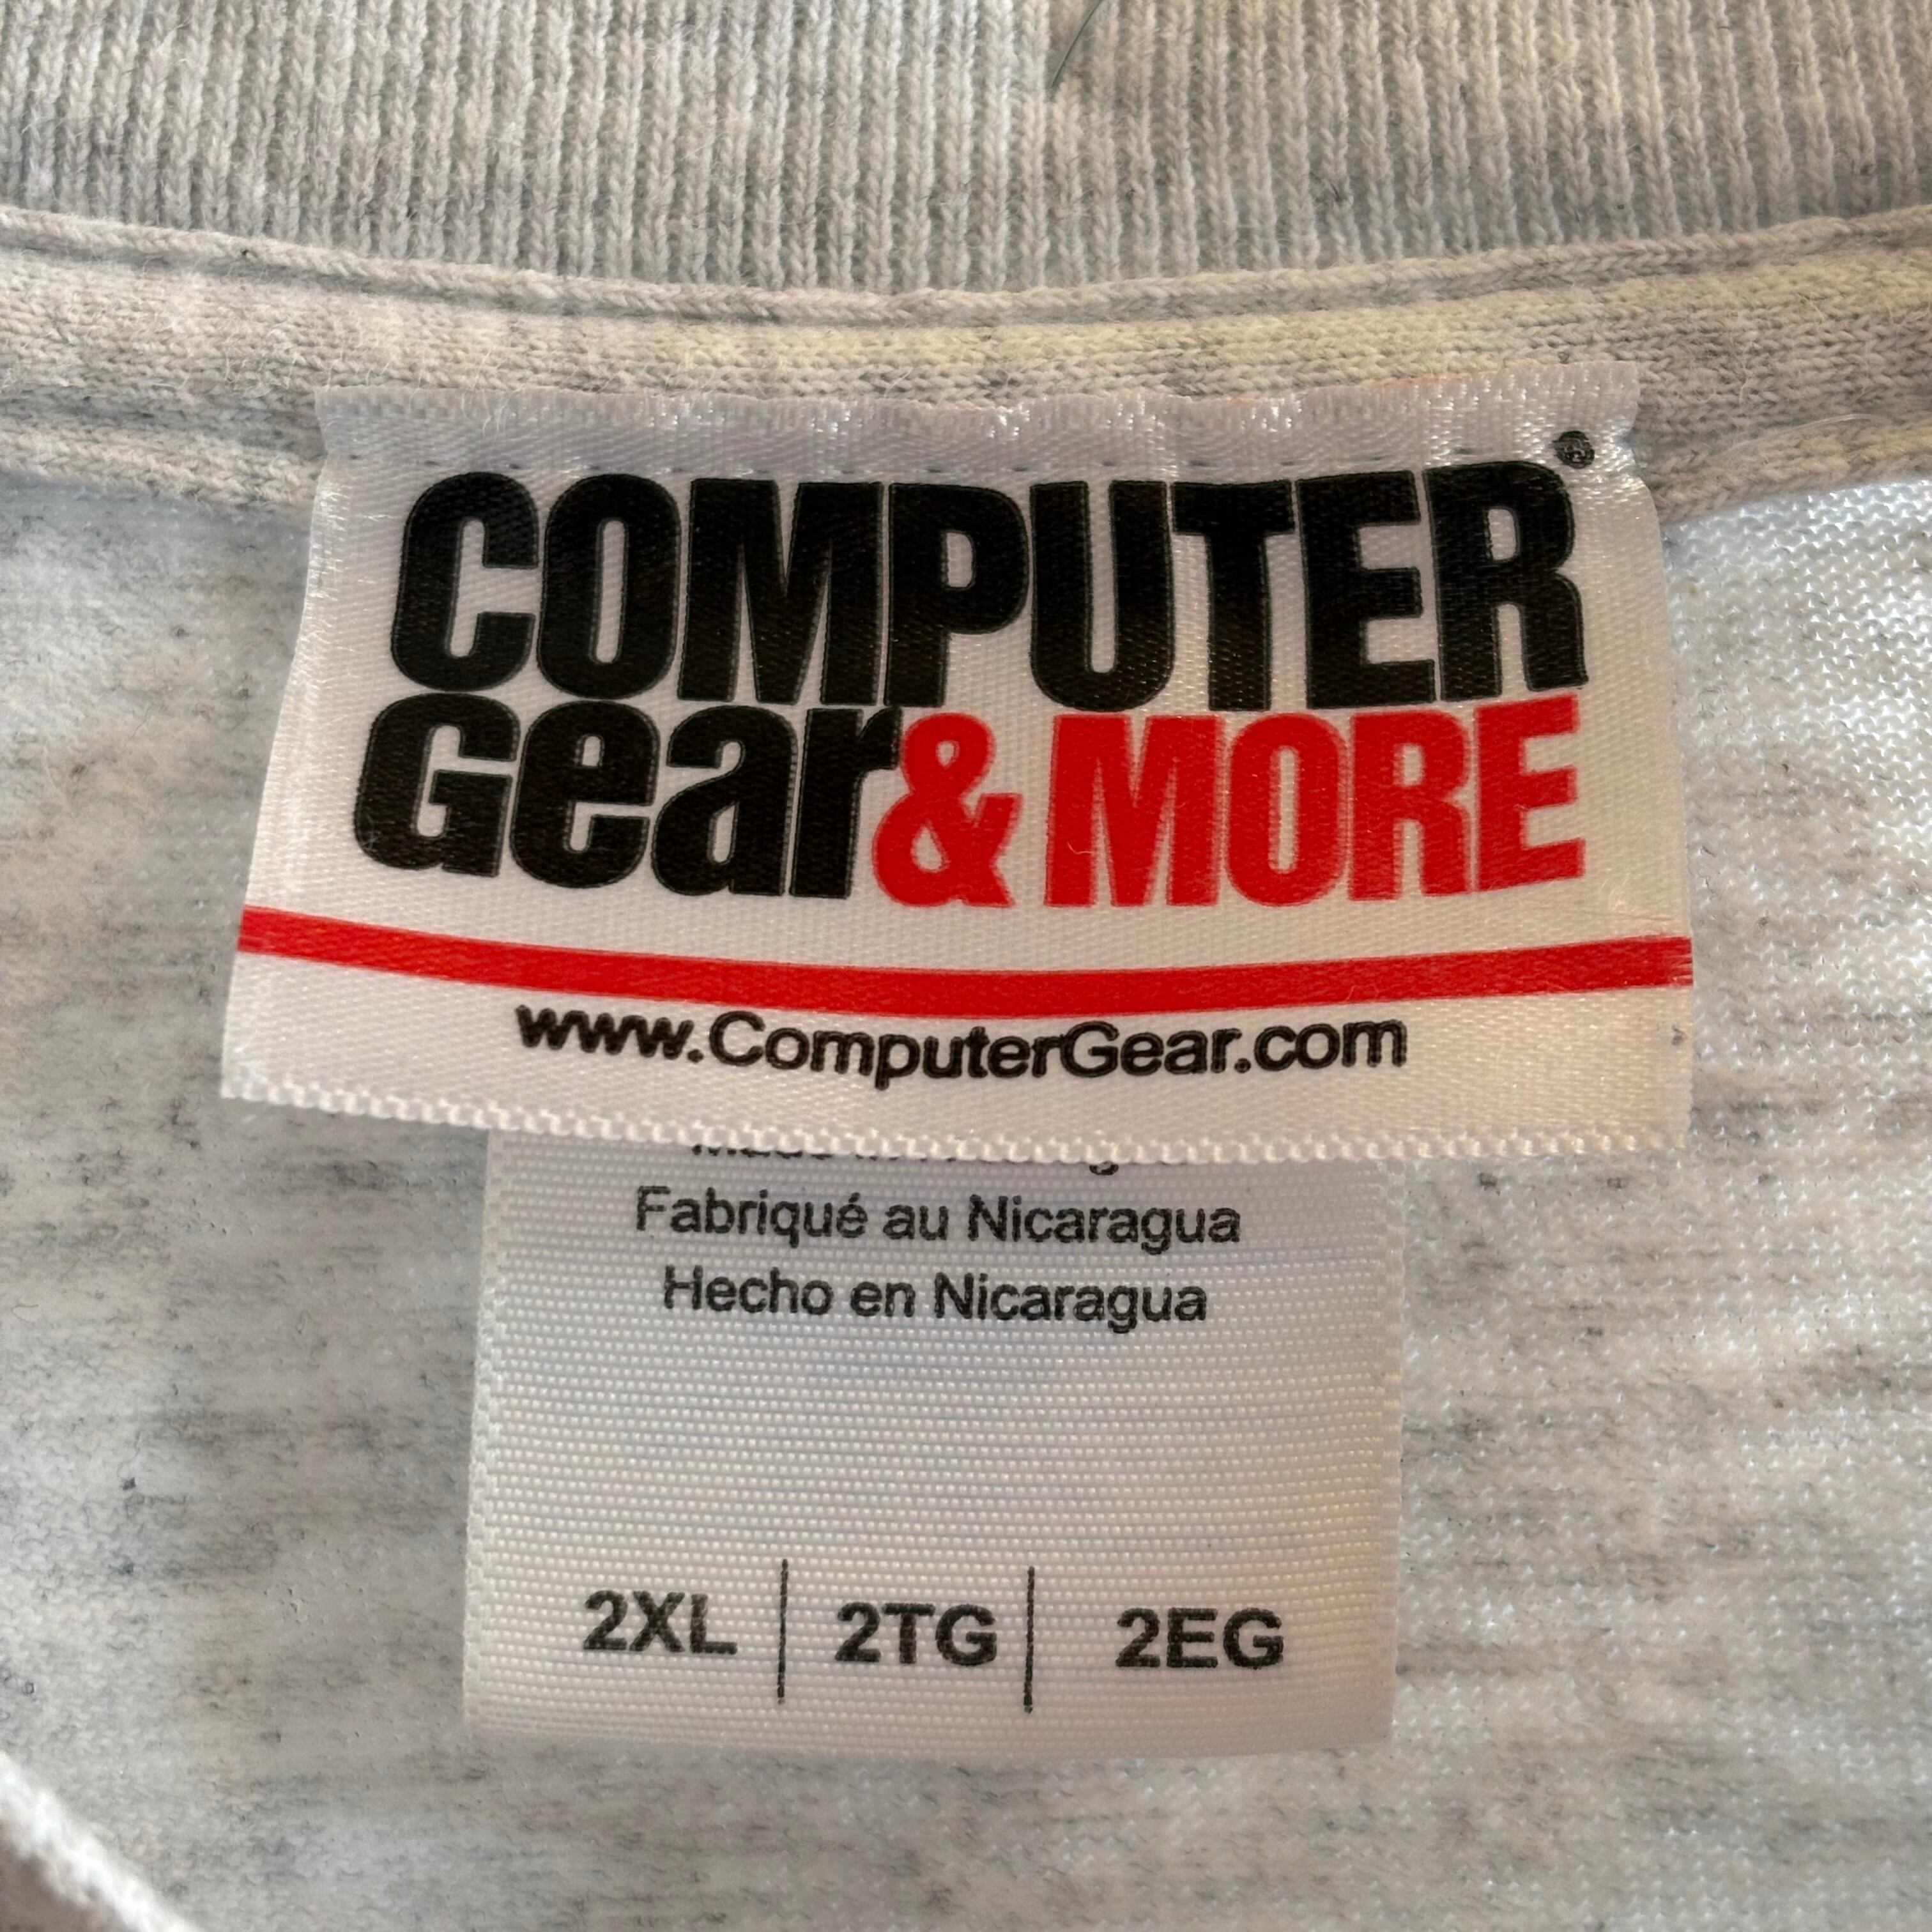 COMPUTER®
Gear & MORE
www.ComputerGear.com
Fabriqué au Nicaragua
Hecho en Nicaragua
2XL | 2TG | 2EG